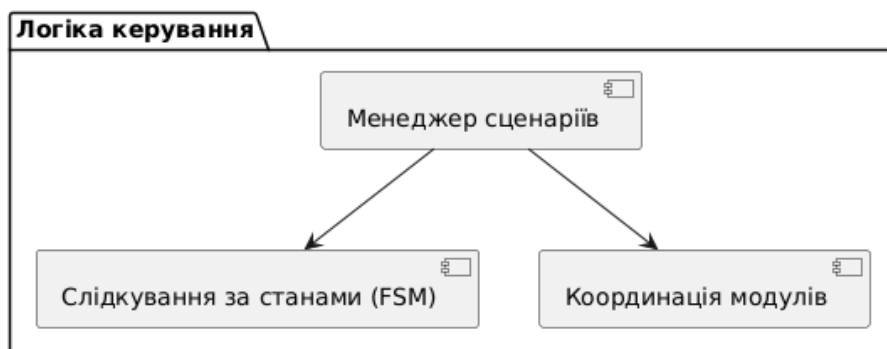 Логіка керування
Менеджер сценаріїв
Слідкування за станами (FSM)
Координація модулів